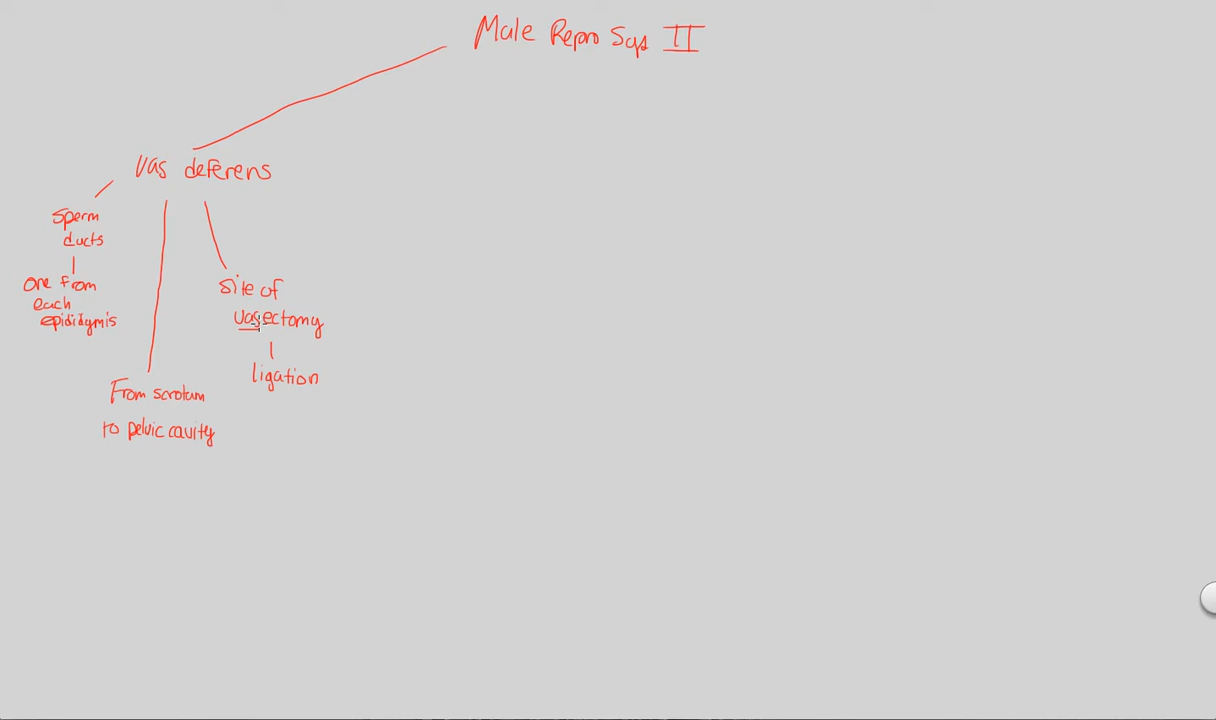 Male Repro Sys II
Vas deferens
Sperm
ducts
One from
each
epididymis
From scrotum
to pelvic cavity
Site of
vasectomy
ligation